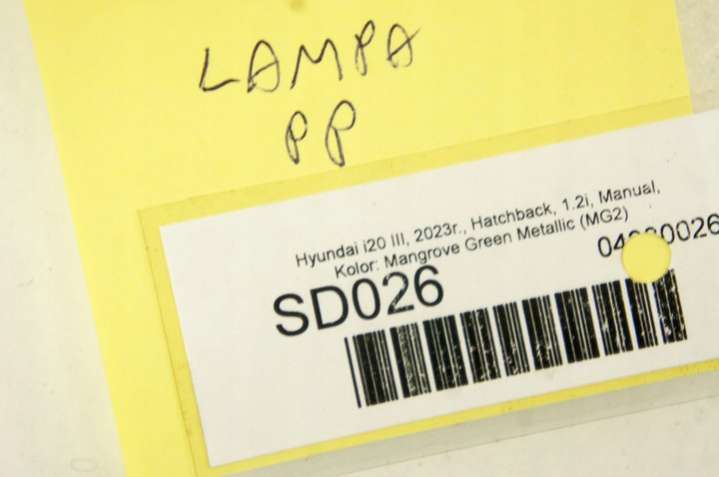 LAMPA
PP
Hyundai i20 III, 2023r., Hatchback, 1.2i, Manual,
Kolor: Mangrove Green Metallic (MG2)
SD026